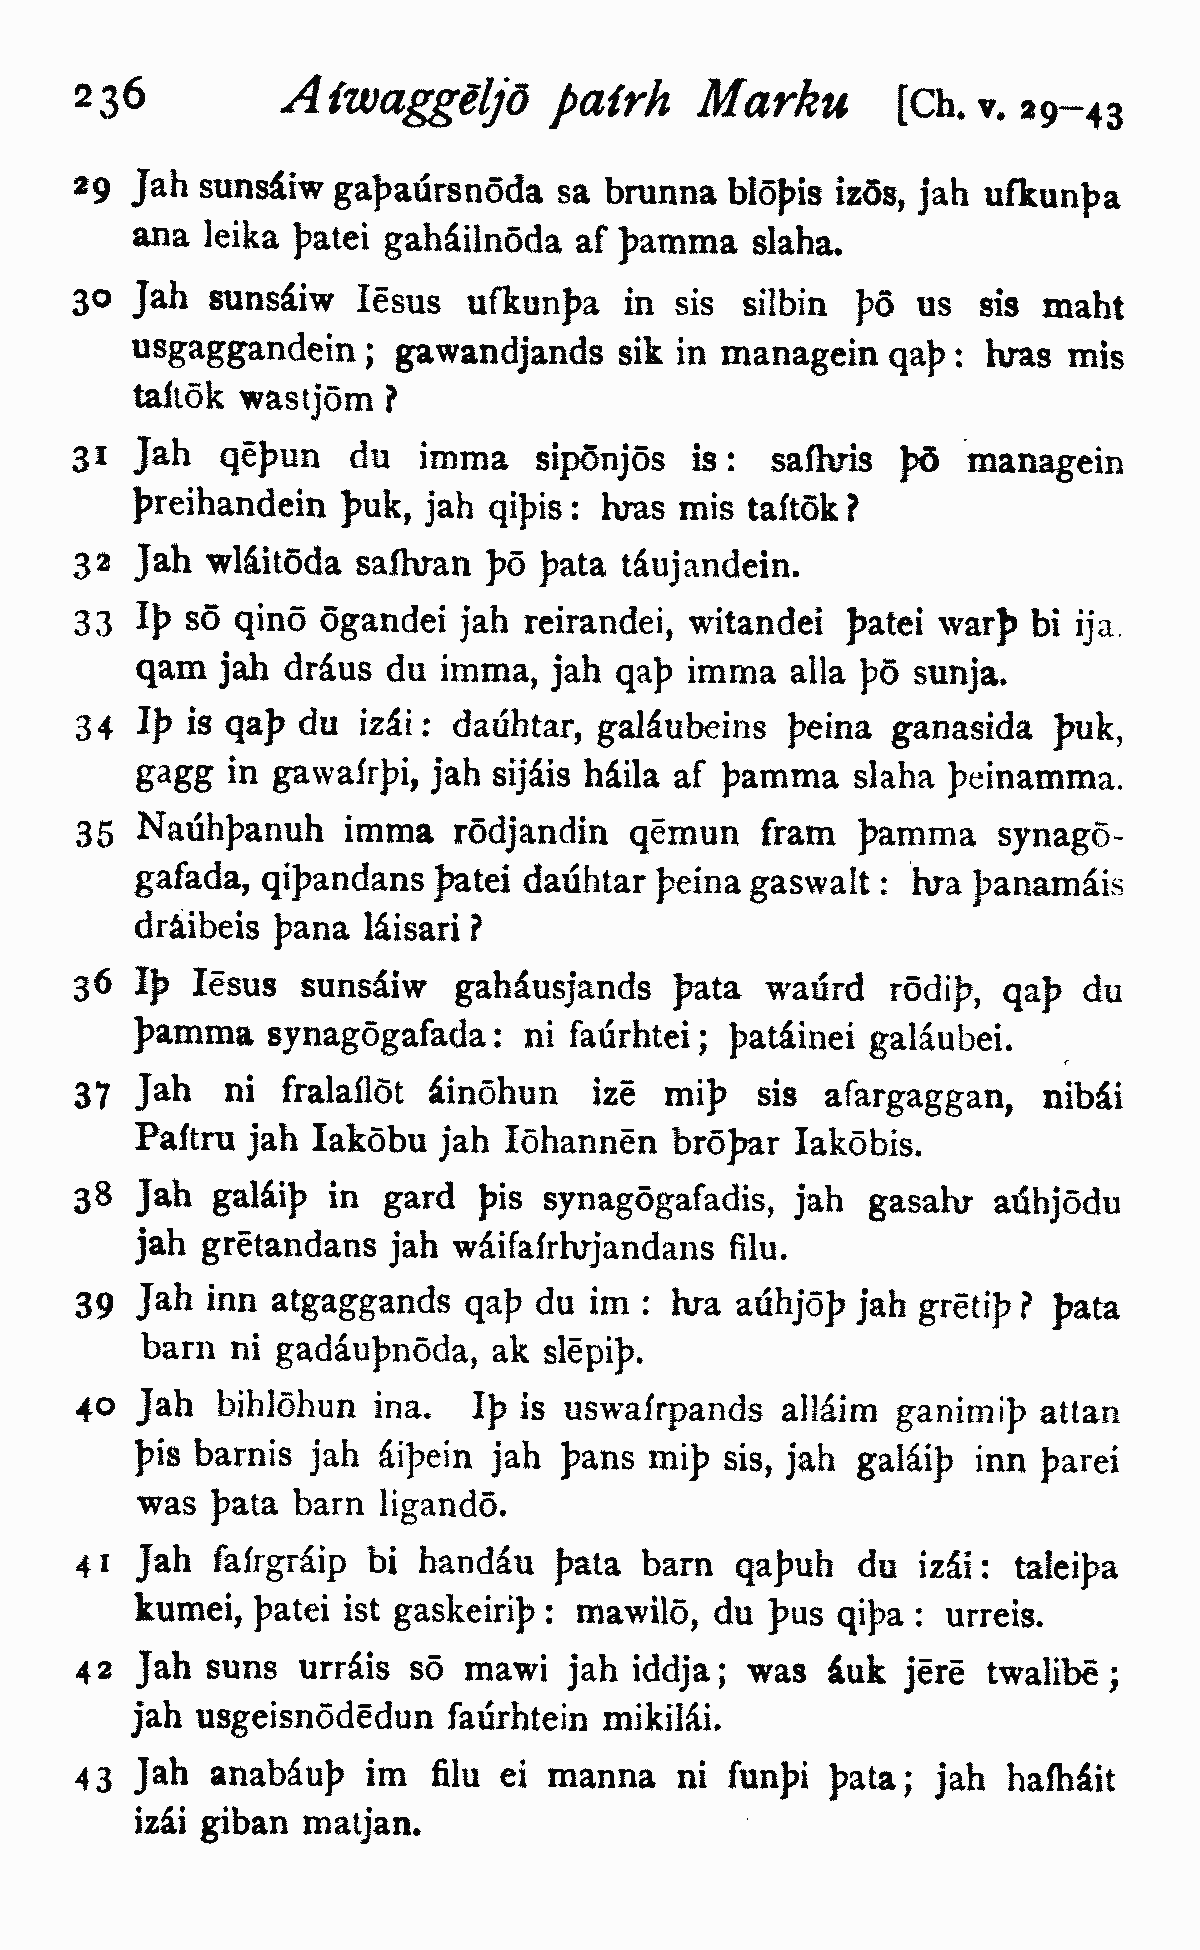 236 Aíwaggēljō þaírh Marku [Ch. v. 29–43
29 Jah sunsáiw gaþaúrsnōda sa brunna blōþis izōs, jah ufkunþa
ana leika þatei gaháilnōda af þamma slaha.
30 Jah sunsáiw Iēsus ufkunþa in sis silbin þō us sis maht
usgaggandein; gawandjands sik in managein qaþ: ƕas mis
taítōk wastjōm?
31 Jah qēþun du imma sipōnjōs is: saíƕis þō managein
þreihandein þuk, jah qiþis: ƕas mis taítōk?
32 Jah wláitōda saíƕan þō þata táujandein.
33 Iþ sō qinō ōgandei jah reirandei, witandei þatei warþ bi ija.
qam jah dráus du imma, jah qaþ imma alla þō sunja.
34 Iþ is qaþ du izái: daúhtar, galáubeins þeina ganasida þuk,
gagg in gawaírþi, jah sijáis háila af þamma slaha þeinamma.
35 Naúhþanuh imma rōdjandin qēmun fram þamma synagō-
gafada, qiþandans þatei daúhtar þeina gaswalt: ƕa þanamáis
dráibeis þana láisari?
36 Iþ Iēsus sunsáiw gaháusjands þata waúrd rōdiþ, qaþ du
þamma synagōgafada: ni faúrhtei; þatáinei galáubei.
37 Jah ni fralaílōt áinōhun izē miþ sis afargaggan, nibái
Paítru jah Iakōbu jah Iōhannēn brōþar Iakōbis.
38 Jah galáiþ in gard þis synagōgafadis, jah gasaƕ aúhjōdu
jah grētandans jah wáifaírƕjandans filu.
39 Jah inn atgaggands qaþ du im: ƕa aúhjōþ jah grētiþ? þata
barn ni gadáuþnōda, ak slēpiþ.
40 Jah bihlōhun ina. Iþ is uswaírpands alláim ganimiþ attan
þis barnis jah áiþein jah þans miþ sis, jah galáiþ inn þarei
was þata barn ligandō.
41 Jah faírgráip bi handáu þata barn qaþuh du izái: taleiþa
kumei, þatei ist gaskeiriþ: mawilō, du þus qiþa: urreis.
42 Jah suns urráis sō mawi jah iddja; was áuk jērē twalibē;
jah usgeisnōdēdun faúrhtein mikilái.
43 Jah anabáuþ im filu ei manna ni funþi þata; jah haíháit
izái giban matjan.